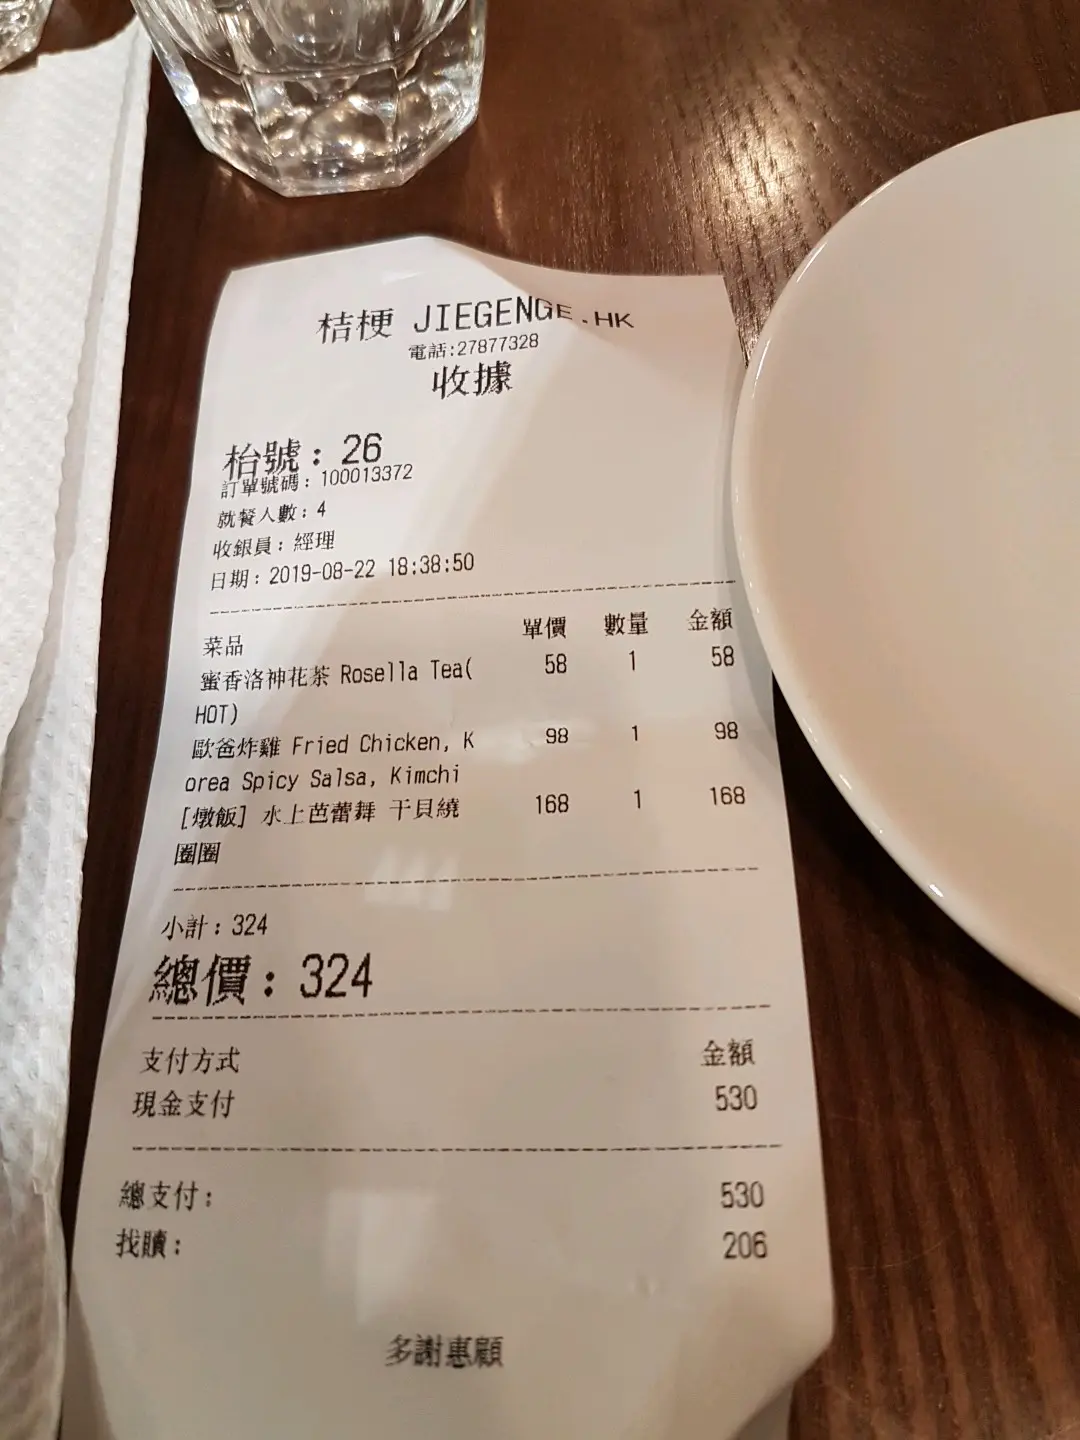 桔梗 JIEGENGE.HK
電話:27877328
收據
枱號: 26
訂單號碼: 100013372
就餐人數: 4
收銀員: 經理
日期: 2019-08-22 18:38:50
菜品 單價 數量 金額
蜜香洛神花茶 Rosella Tea( 58 1 58
HOT)
歐爸炸雞 Fried Chicken, K 98 1 98
orea Spicy Salsa, Kimchi
[燉飯] 水上芭蕾舞 干貝繞 168 1 168
圈圈
小計: 324
總價: 324
支付方式 金額
現金支付 530
總支付: 530
找贖: 206
多謝惠顧